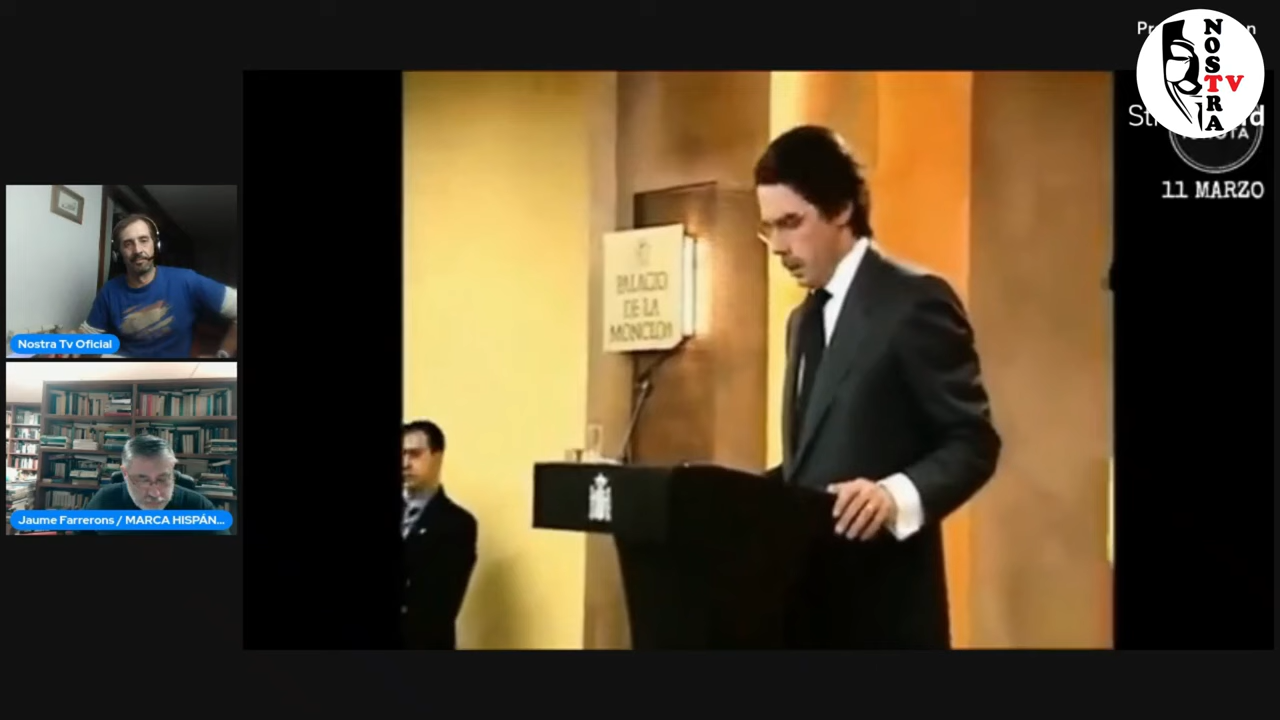 NOSTRA
TV
11 MARZO
PALACIO
DE LA
MONCLOA
Nostra Tv Oficial
Jaume Farrerons / MARCA HISPÁN...